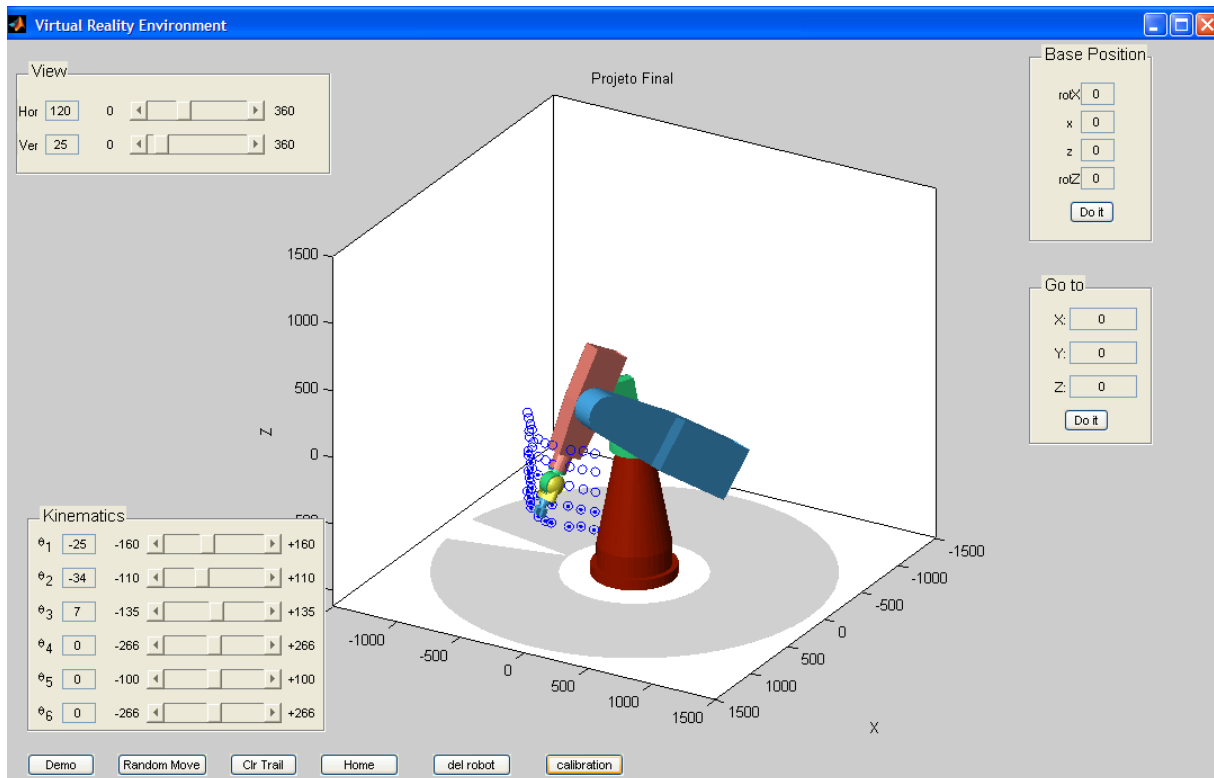 Virtual Reality Environment
View
Hor 120 0 360
Ver 25 0 360
Projeto Final
Base Position
rotX 0
x 0
z 0
rotZ 0
Do it
Go to
X: 0
Y: 0
Z: 0
Do it
1500
1000
500
0
Z
-1000
-500
0
500
1000
1500
-1500
-1000
-500
0
500
1000
1500
X
Kinematics
θ1 -25 -160 +160
θ2 -34 -110 +110
θ3 7 -135 +135
θ4 0 -266 +266
θ5 0 -100 +100
θ6 0 -266 +266
Demo Random Move Clr Trail Home del robot calibration